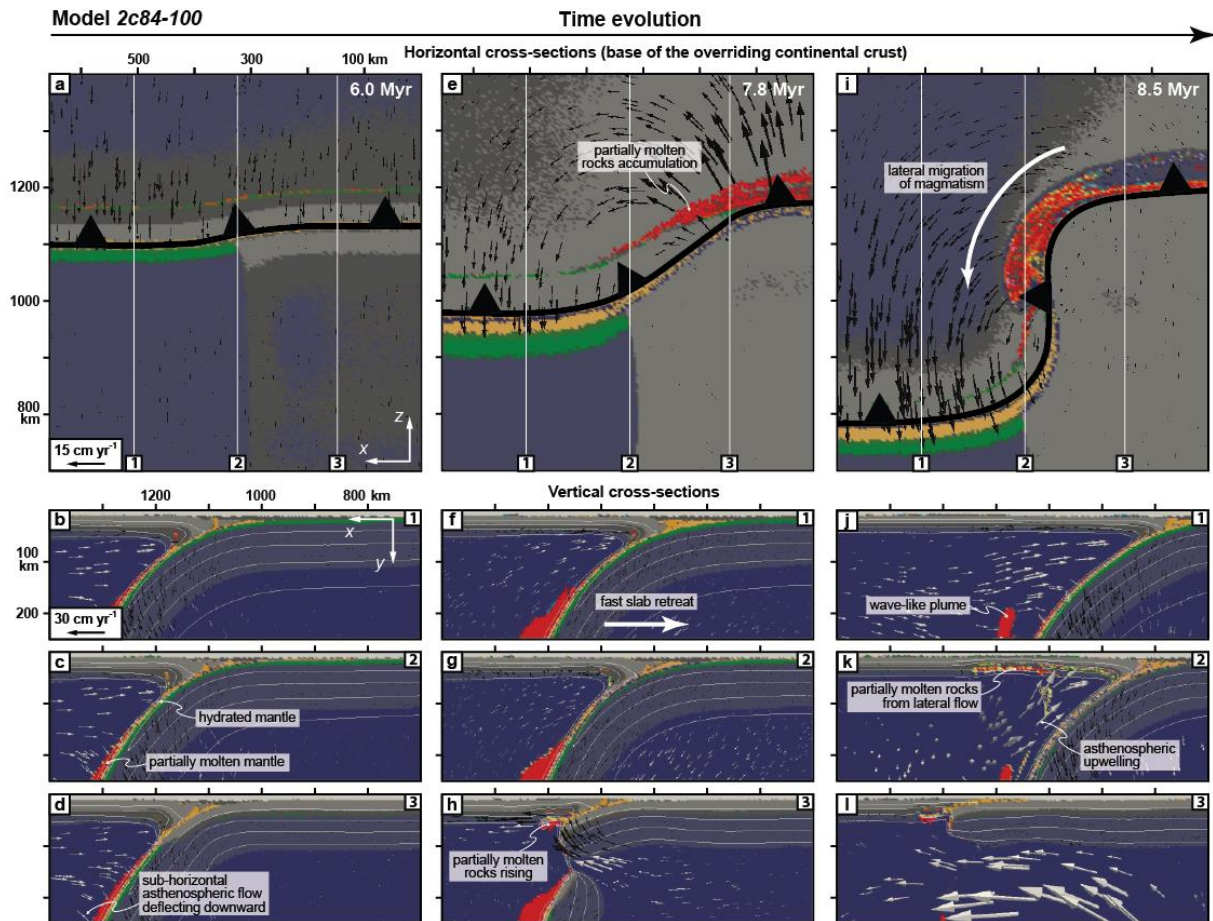 Model 2c84-100
Time evolution
Horizontal cross-sections (base of the overriding continental crust)
500
300
100 km
a
6.0 Myr
e
7.8 Myr
i
8.5 Myr
partially molten
rocks accumulation
lateral migration
of magmatism
1200
1000
800
km
z
x
15 cm yr-1
1
2
3
1
2
3
1
2
3
1200
1000
800 km
Vertical cross-sections
b
1
x
y
f
1
j
1
100
km
200
30 cm yr-1
fast slab retreat
wave-like plume
c
2
g
2
k
2
hydrated mantle
partially molten mantle
partially molten rocks
from lateral flow
asthenospheric
upwelling
d
3
h
3
l
3
sub-horizontal
asthenospheric flow
deflecting downward
partially molten
rocks rising